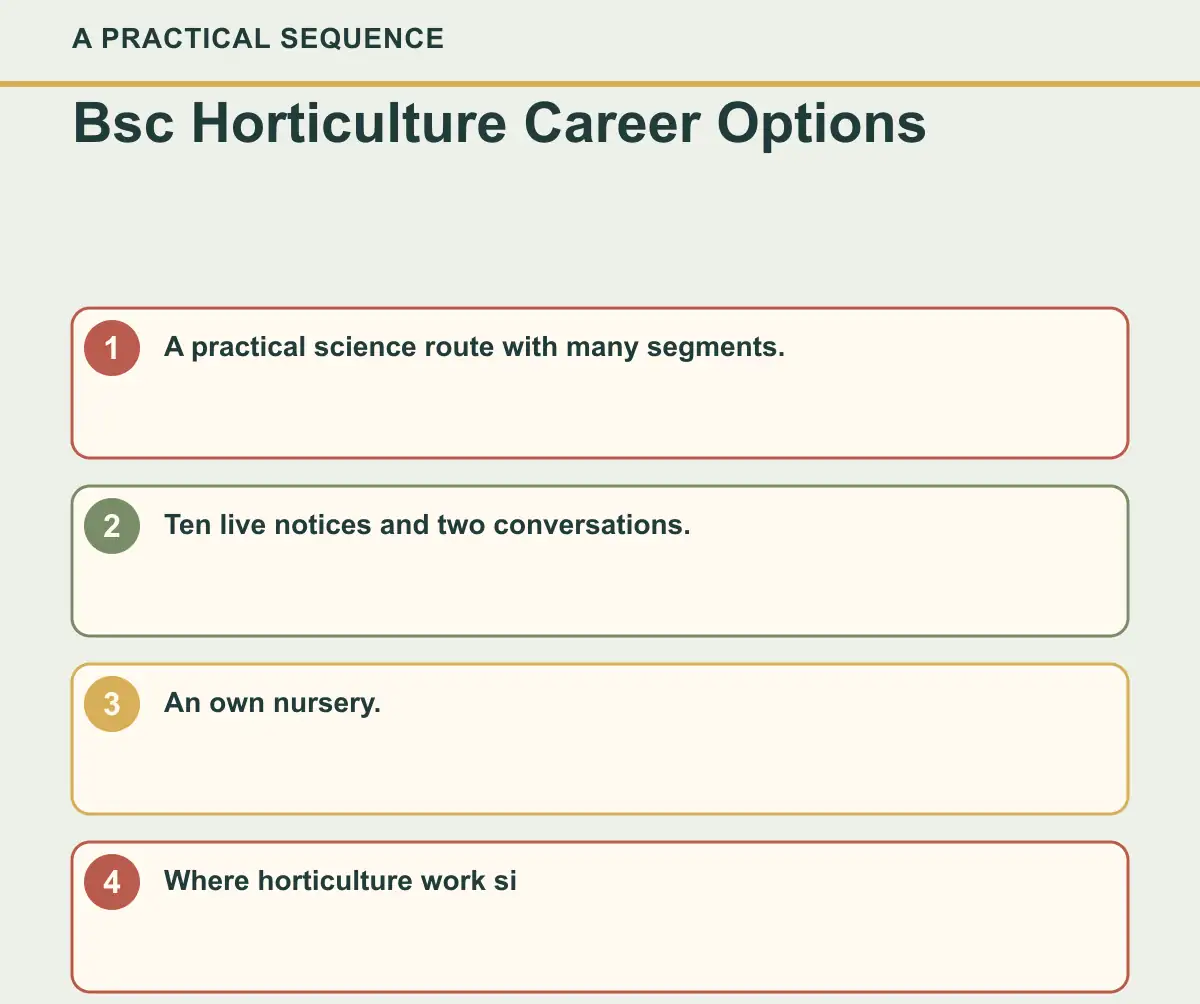 A PRACTICAL SEQUENCE
Bsc Horticulture Career Options
1 A practical science route with many segments.
2 Ten live notices and two conversations.
3 An own nursery.
4 Where horticulture work si